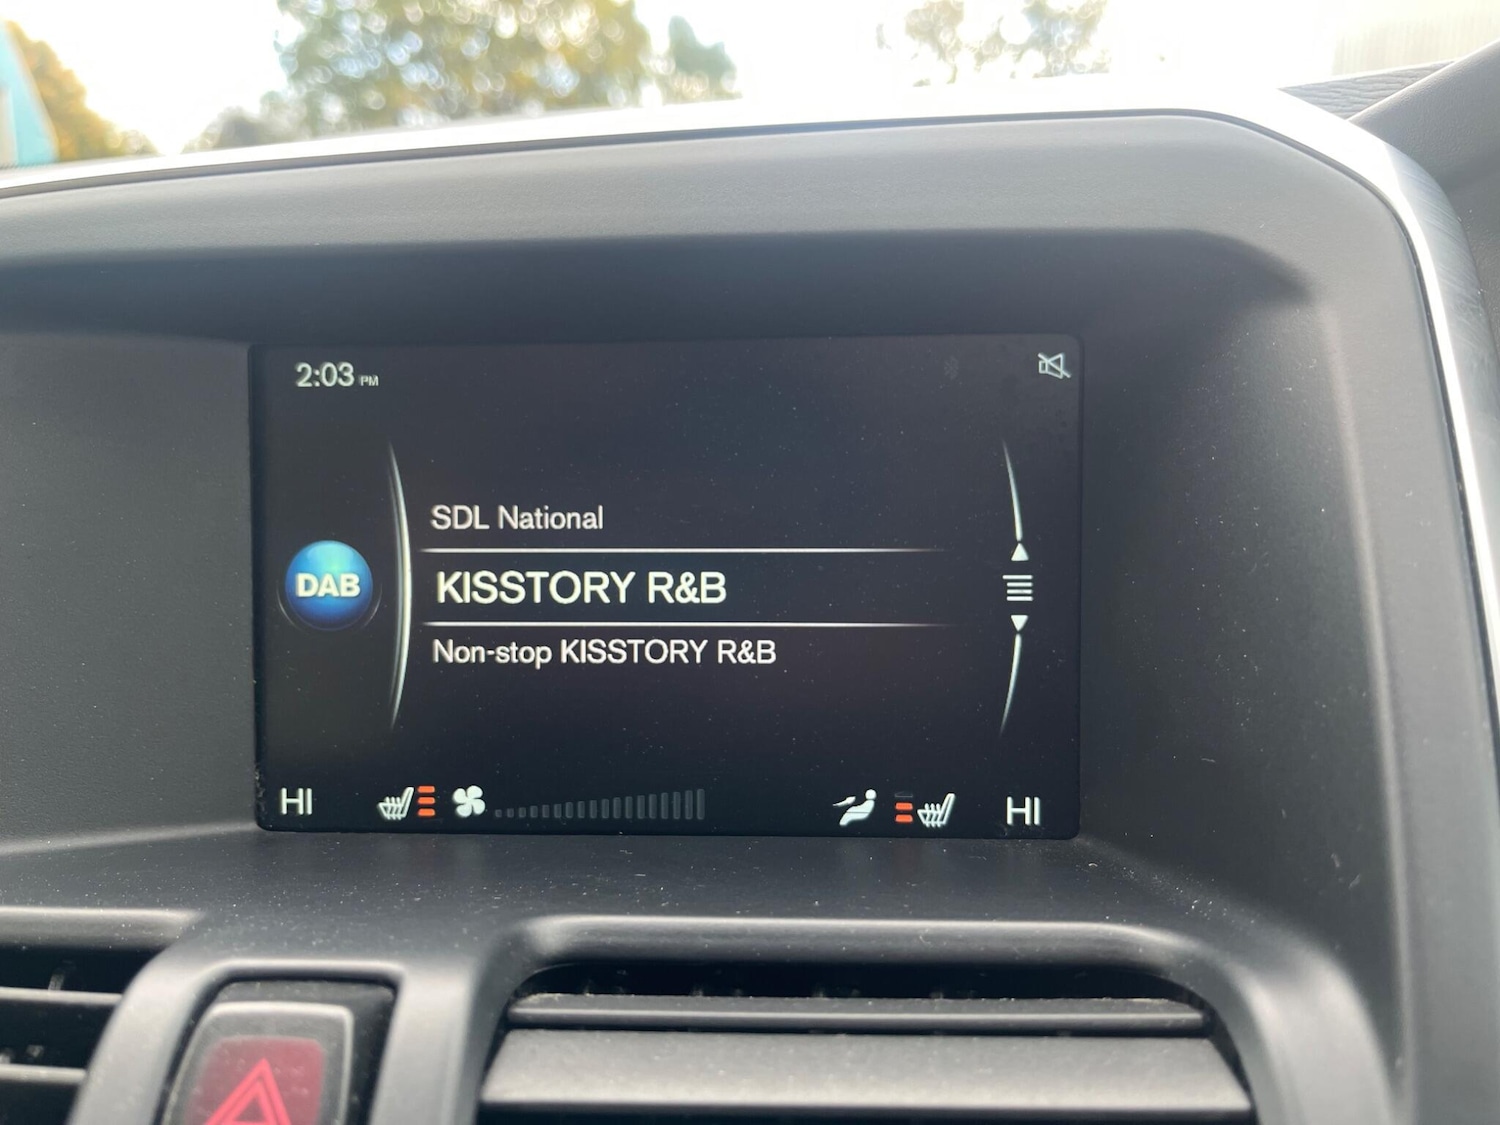 2:03 PM
SDL National
DAB
KISSTORY R&B
Non-stop KISSTORY R&B
HI
HI